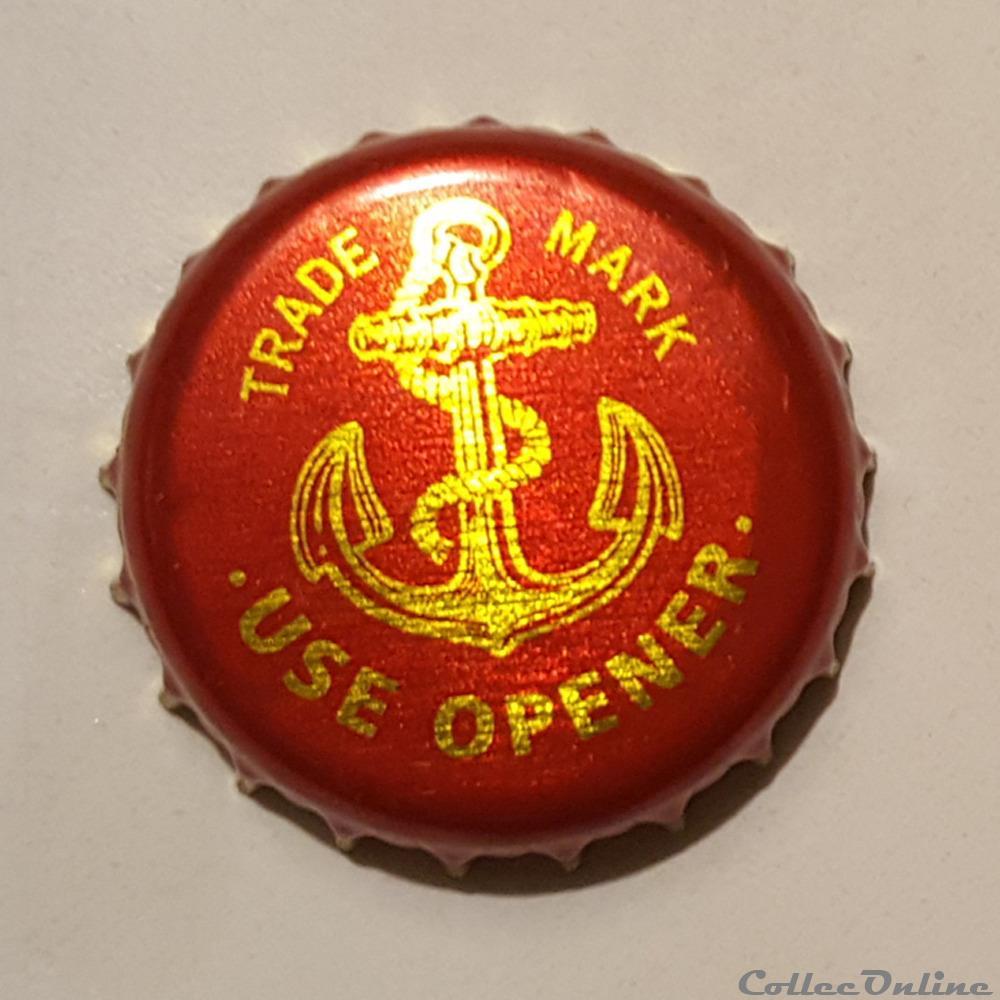 TRADE MARK
· USE OPENER ·
CollecOnline